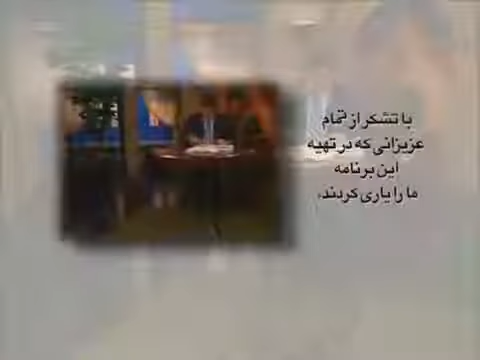 با تشکر از تمام
عزیزانی که در تهیه
این برنامه
ما را یاری کردند،